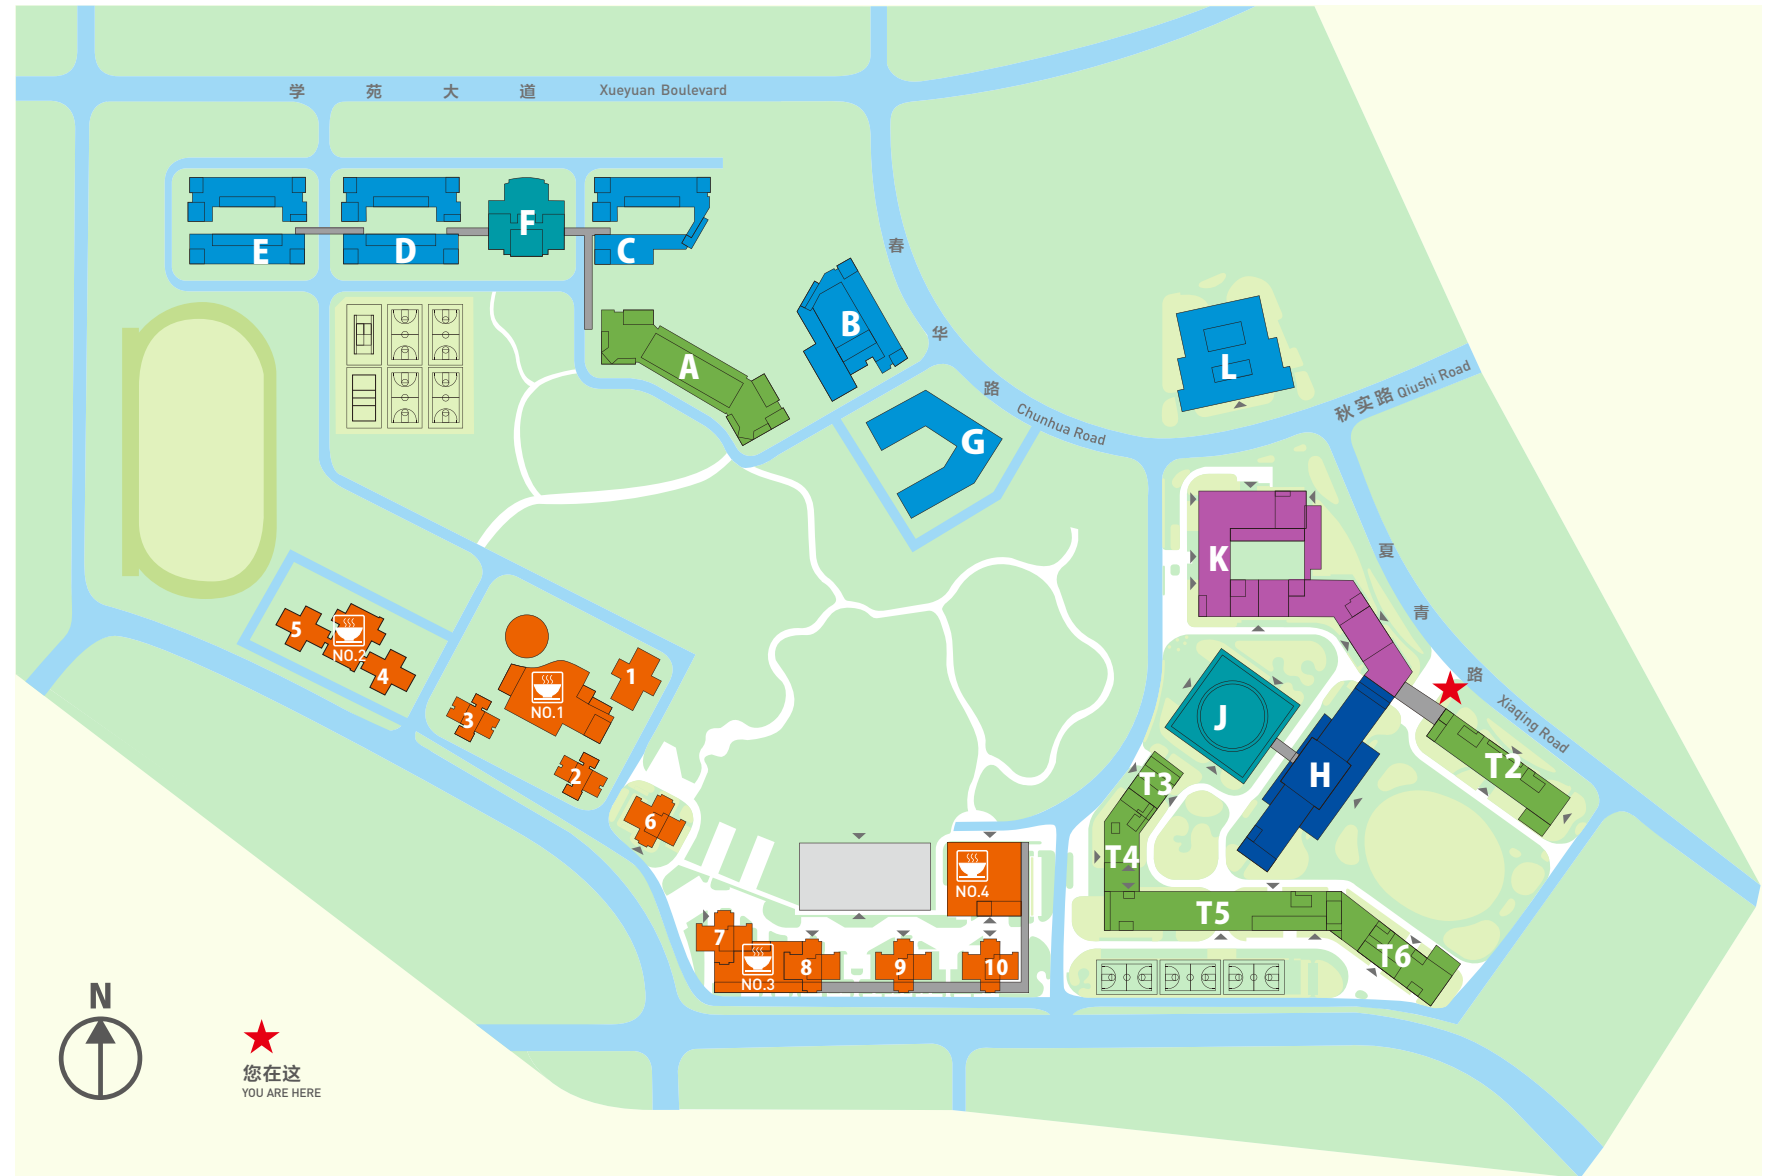 学苑大道 Xueyuan Boulevard
E
D
F
C
春华路 Chunhua Road
A
B
G
L
秋实路 Qiushi Road
K
夏青路 Xiaqing Road
J
H
T2
T3
T4
T5
T6
5
NO.2
4
3
NO.1
1
2
6
NO.4
7
NO.3
8
9
10
N
您在这
YOU ARE HERE